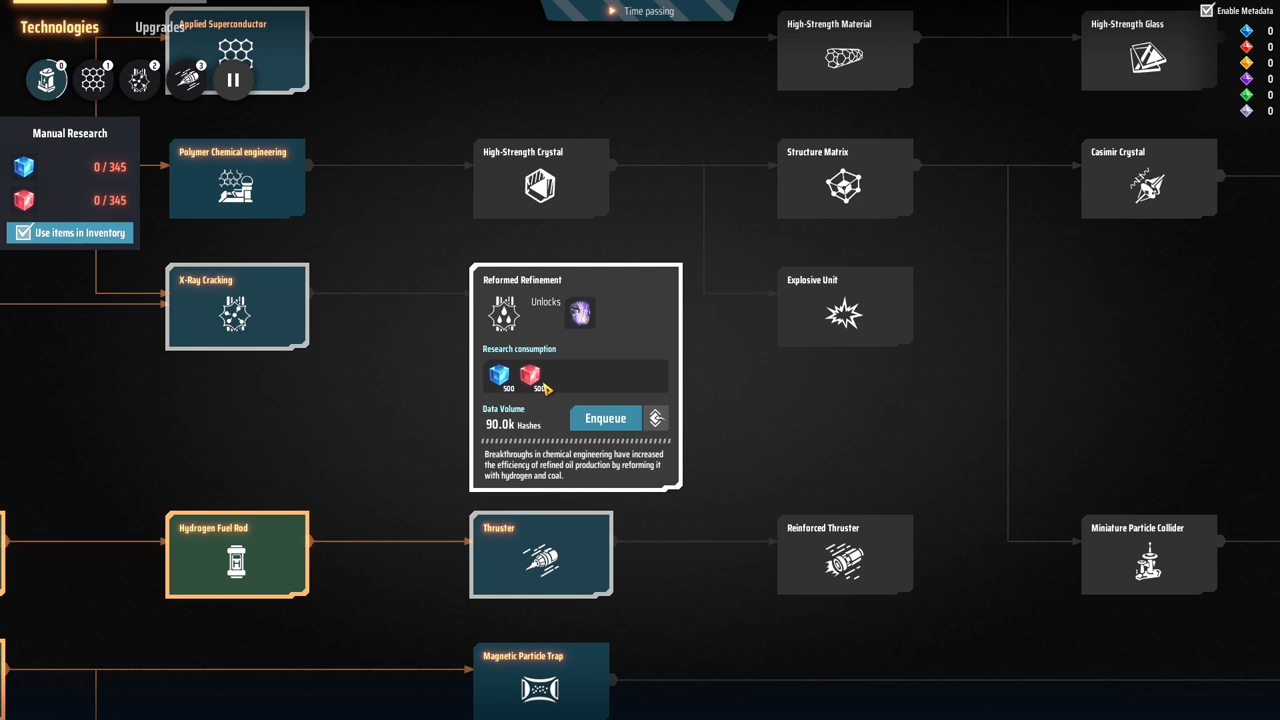 Technologies
Upgrades
Time passing
Enable Metadata
0
0
0
0
0
0
0
1
2
3
Manual Research
0 / 345
0 / 345
Use items in Inventory
Applied Superconductor
High-Strength Material
High-Strength Glass
Polymer Chemical engineering
High-Strength Crystal
Structure Matrix
Casimir Crystal
X-Ray Cracking
Reformed Refinement
Unlocks
Research consumption
500
500
Data Volume
90.0k Hashes
Enqueue
Breakthroughs in chemical engineering have increased
the efficiency of refined oil production by reforming it
with hydrogen and coal.
Explosive Unit
Hydrogen Fuel Rod
Thruster
Reinforced Thruster
Miniature Particle Collider
Magnetic Particle Trap